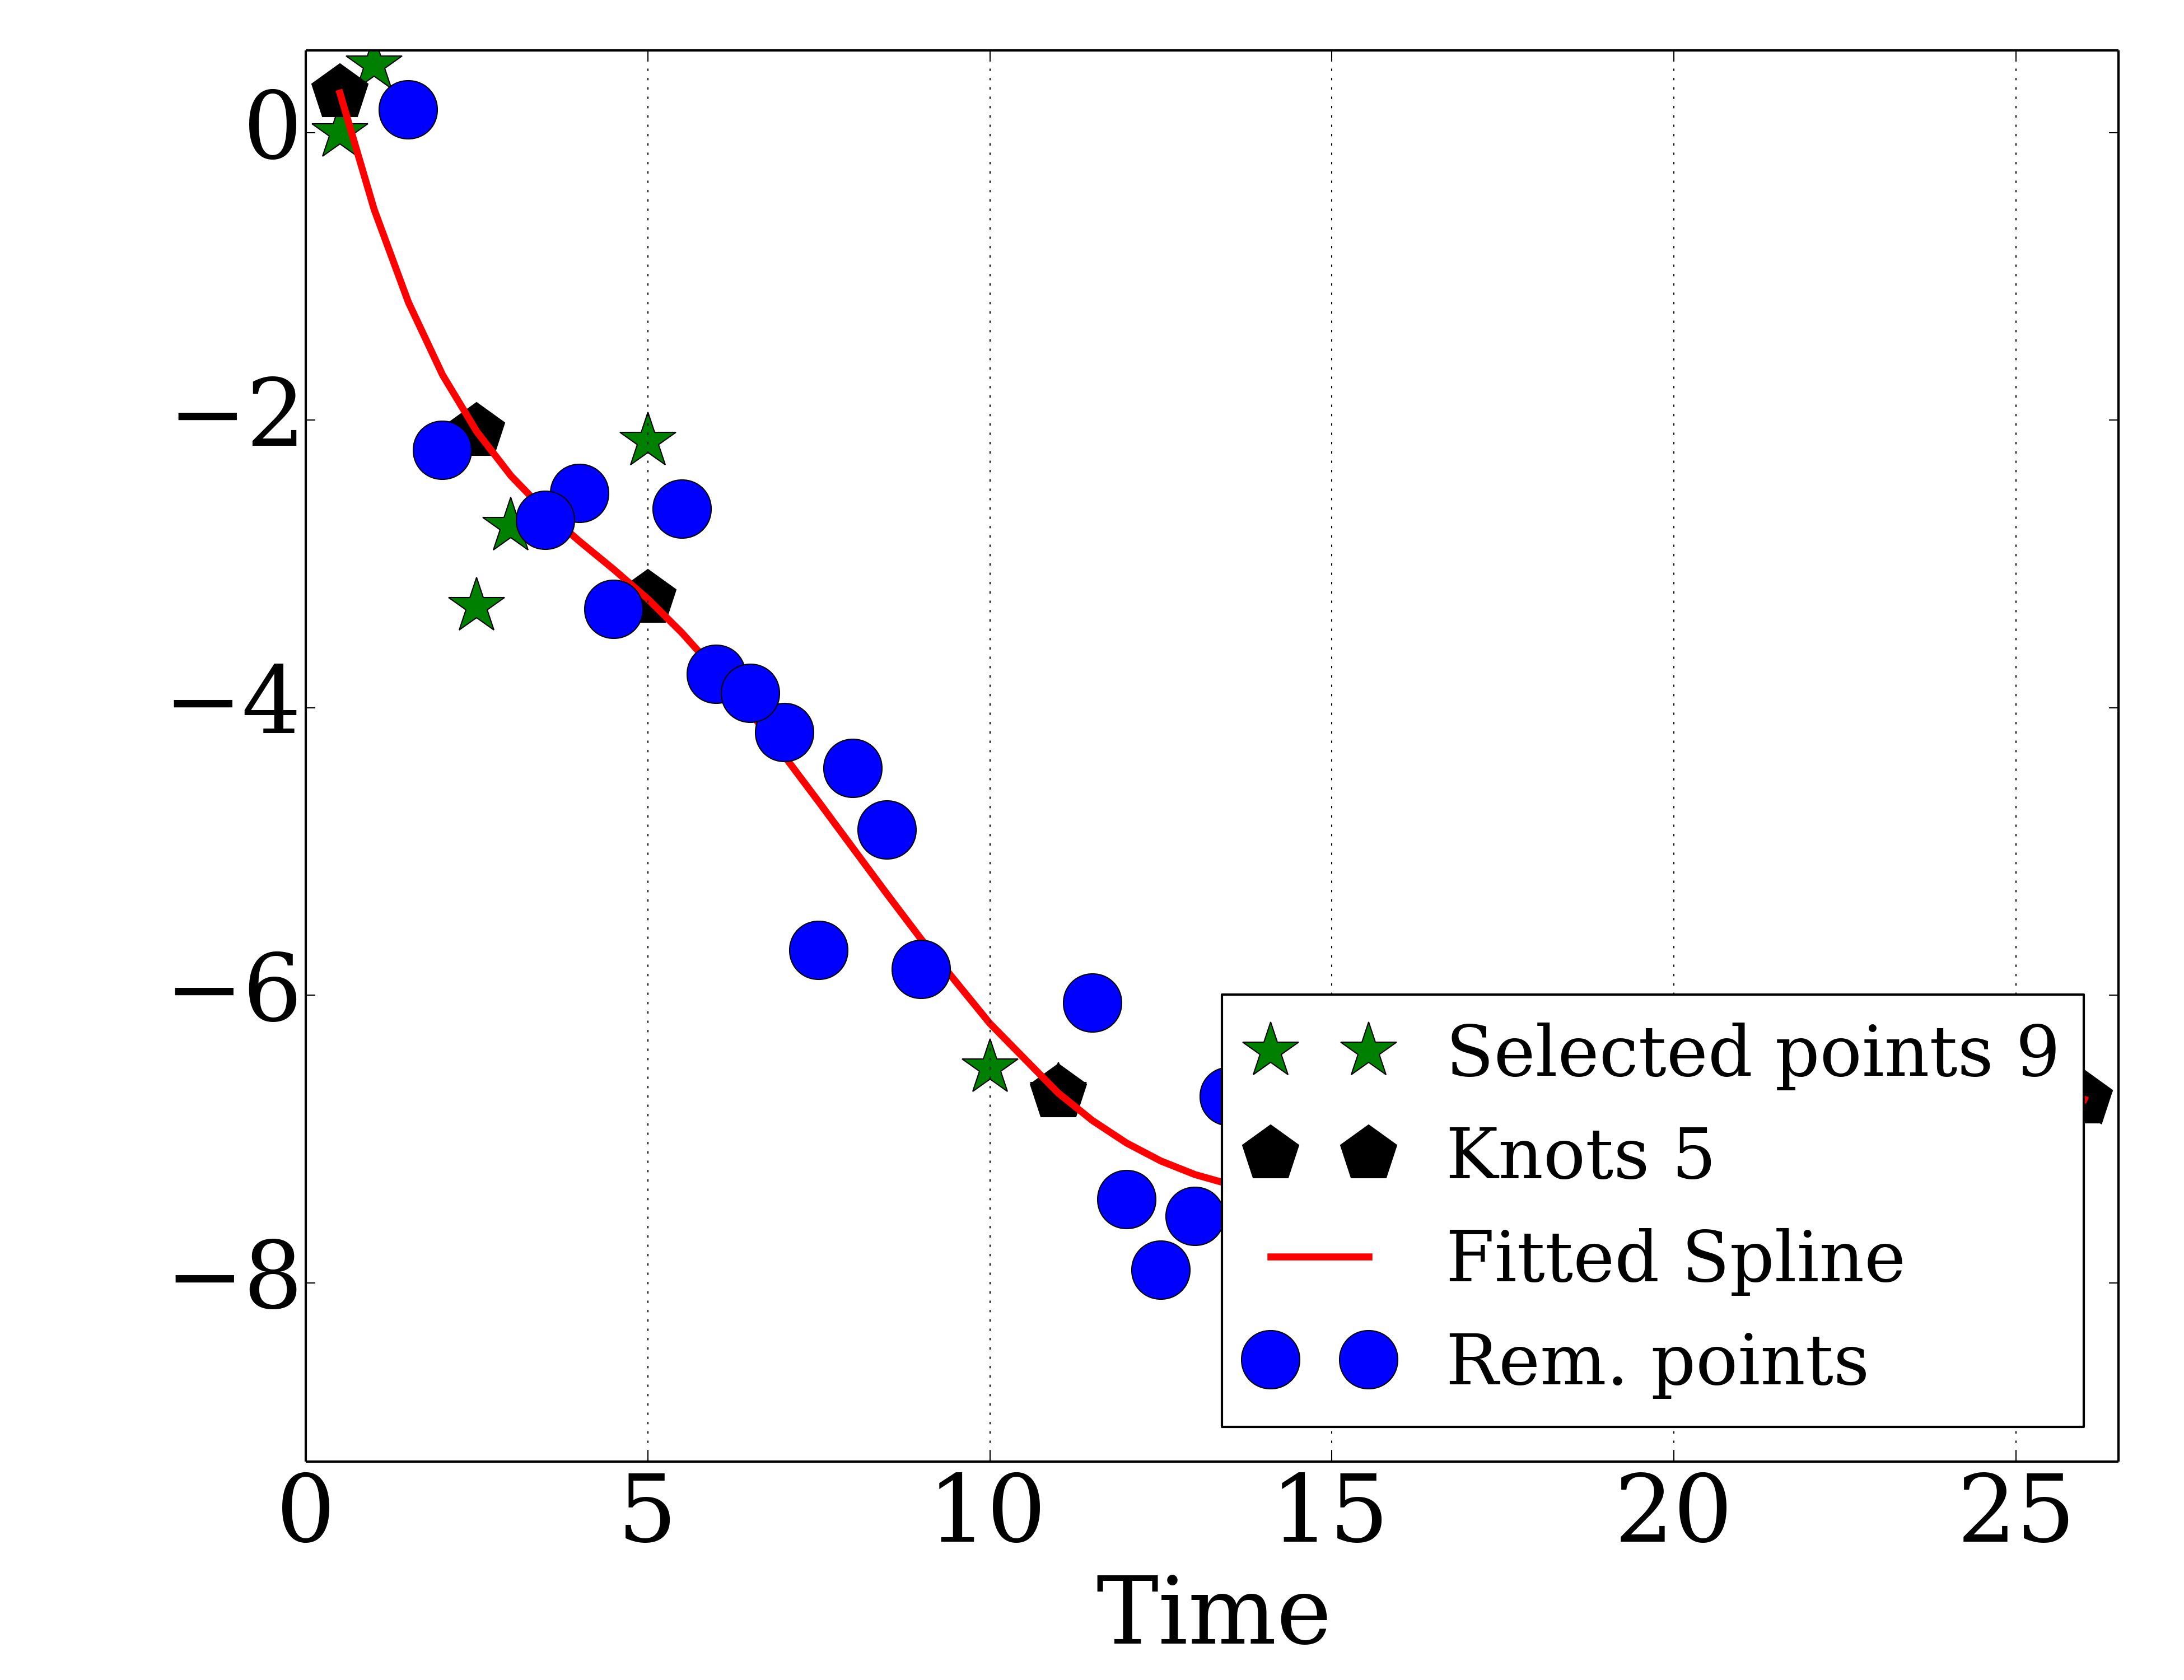 0
−2
−4
−6
−8
Selected points 9
Knots 5
Fitted Spline
Rem. points
0 5 10 15 20 25
Time